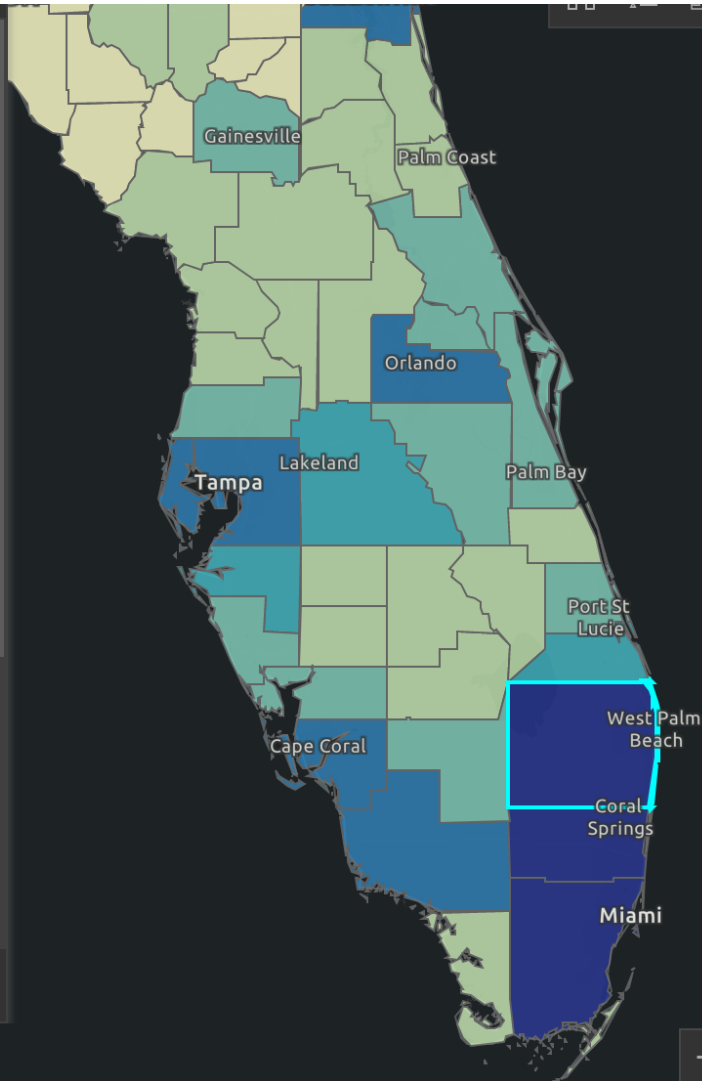 Gainesville
Palm Coast
Orlando
Lakeland
Tampa
Palm Bay
Port St
Lucie
West Palm
Beach
Cape Coral
Coral
Springs
Miami